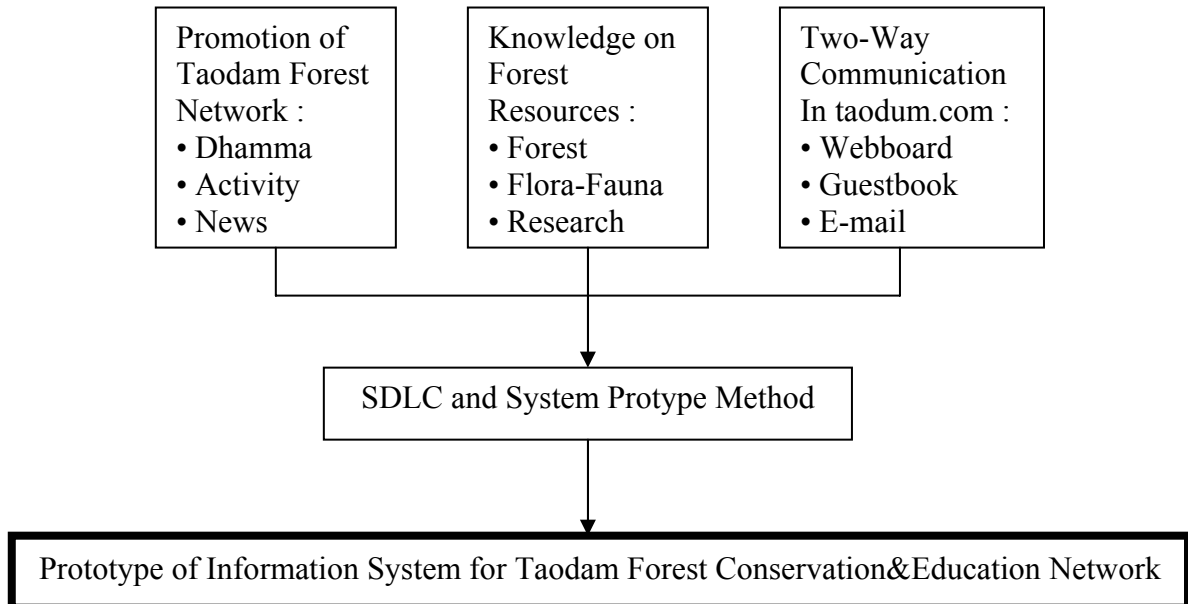 Promotion of
Taodam Forest
Network :
• Dhamma
• Activity
• News
Knowledge on
Forest
Resources :
• Forest
• Flora-Fauna
• Research
Two-Way
Communication
In taodum.com :
• Webboard
• Guestbook
• E-mail
SDLC and System Protype Method
Prototype of Information System for Taodam Forest Conservation&Education Network